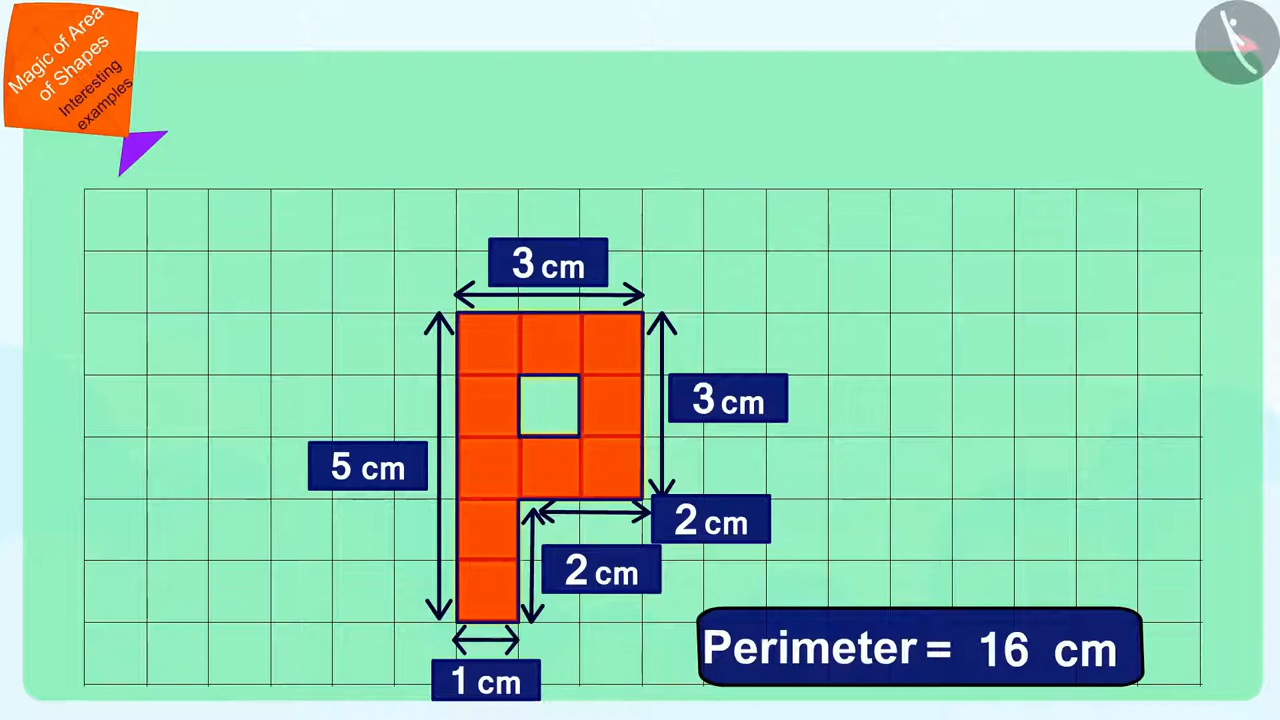 Magic of Area
of Shapes
Interesting
examples
3 cm
3 cm
5 cm
2 cm
2 cm
1 cm
Perimeter = 16 cm